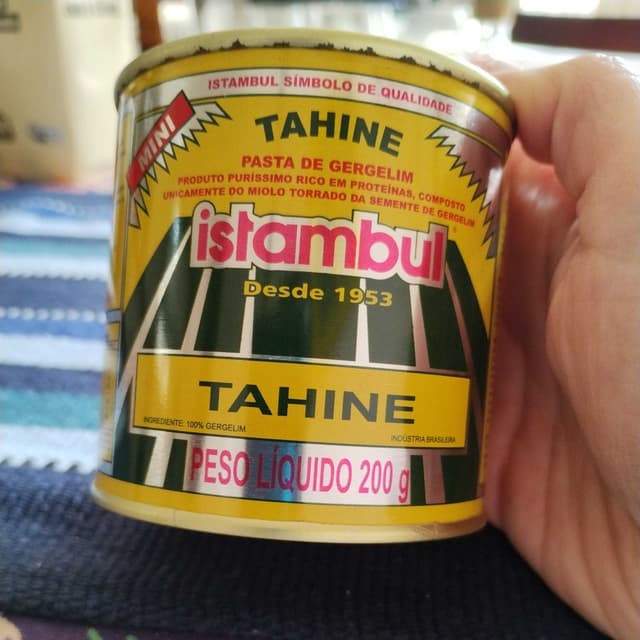 ISTAMBUL SÍMBOLO DE QUALIDADE
MINI
TAHINE
PASTA DE GERGELIM
PRODUTO PURÍSSIMO RICO EM PROTEÍNAS, COMPOSTO
UNICAMENTE DO MIOLO TORRADO DA SEMENTE DE GERGELIM
istambul
Desde 1953
TAHINE
INGREDIENTE: 100% GERGELIM
INDÚSTRIA BRASILEIRA
PESO LÍQUIDO 200 g